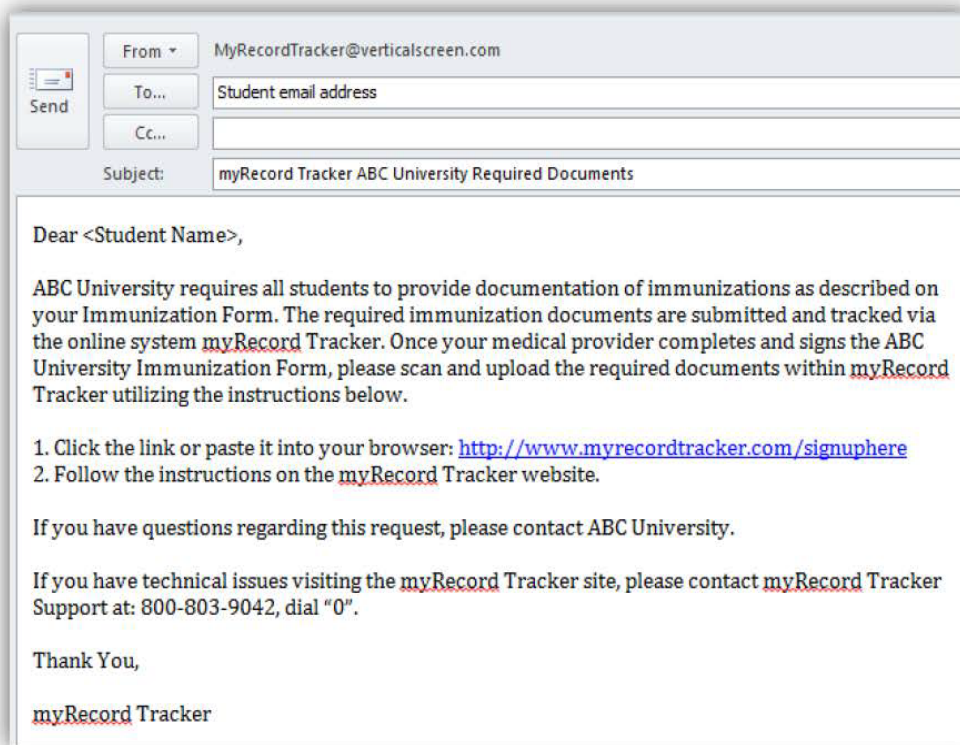 From
MyRecordTracker@verticalscreen.com
Send
To...
Student email address
Cc...
Subject:
myRecord Tracker ABC University Required Documents
Dear <Student Name>,
ABC University requires all students to provide documentation of immunizations as described on
your Immunization Form. The required immunization documents are submitted and tracked via
the online system myRecord Tracker. Once your medical provider completes and signs the ABC
University Immunization Form, please scan and upload the required documents within myRecord
Tracker utilizing the instructions below.
1. Click the link or paste it into your browser: http://www.myrecordtracker.com/signuphere
2. Follow the instructions on the myRecord Tracker website.
If you have questions regarding this request, please contact ABC University.
If you have technical issues visiting the myRecord Tracker site, please contact myRecord Tracker
Support at: 800-803-9042, dial “0”.
Thank You,
myRecord Tracker